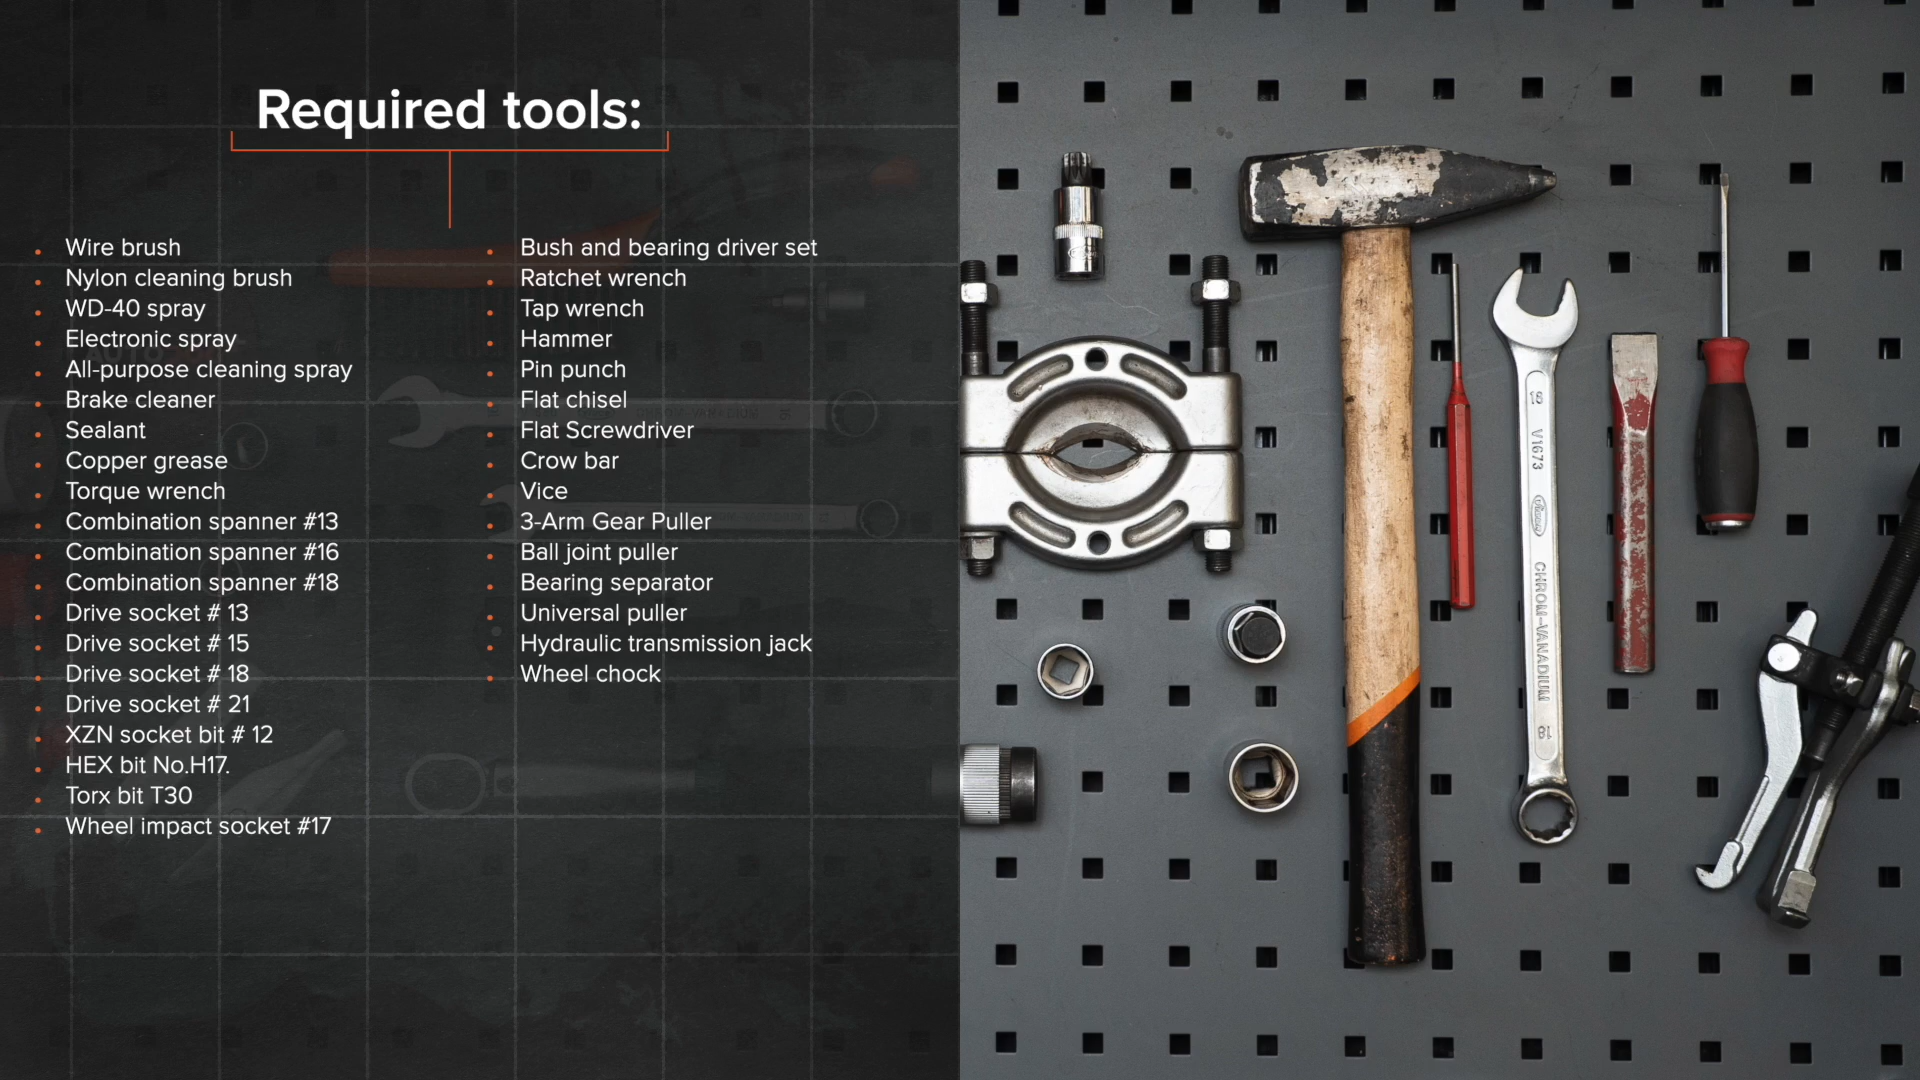 Required tools:
Wire brush
Nylon cleaning brush
WD-40 spray
Electronic spray
All-purpose cleaning spray
Brake cleaner
Sealant
Copper grease
Torque wrench
Combination spanner #13
Combination spanner #16
Combination spanner #18
Drive socket # 13
Drive socket # 15
Drive socket # 18
Drive socket # 21
XZN socket bit # 12
HEX bit No.H17.
Torx bit T30
Wheel impact socket #17
Bush and bearing driver set
Ratchet wrench
Tap wrench
Hammer
Pin punch
Flat chisel
Flat Screwdriver
Crow bar
Vice
3-Arm Gear Puller
Ball joint puller
Bearing separator
Universal puller
Hydraulic transmission jack
Wheel chock
18
V1673
CHROM-VANADIUM
18